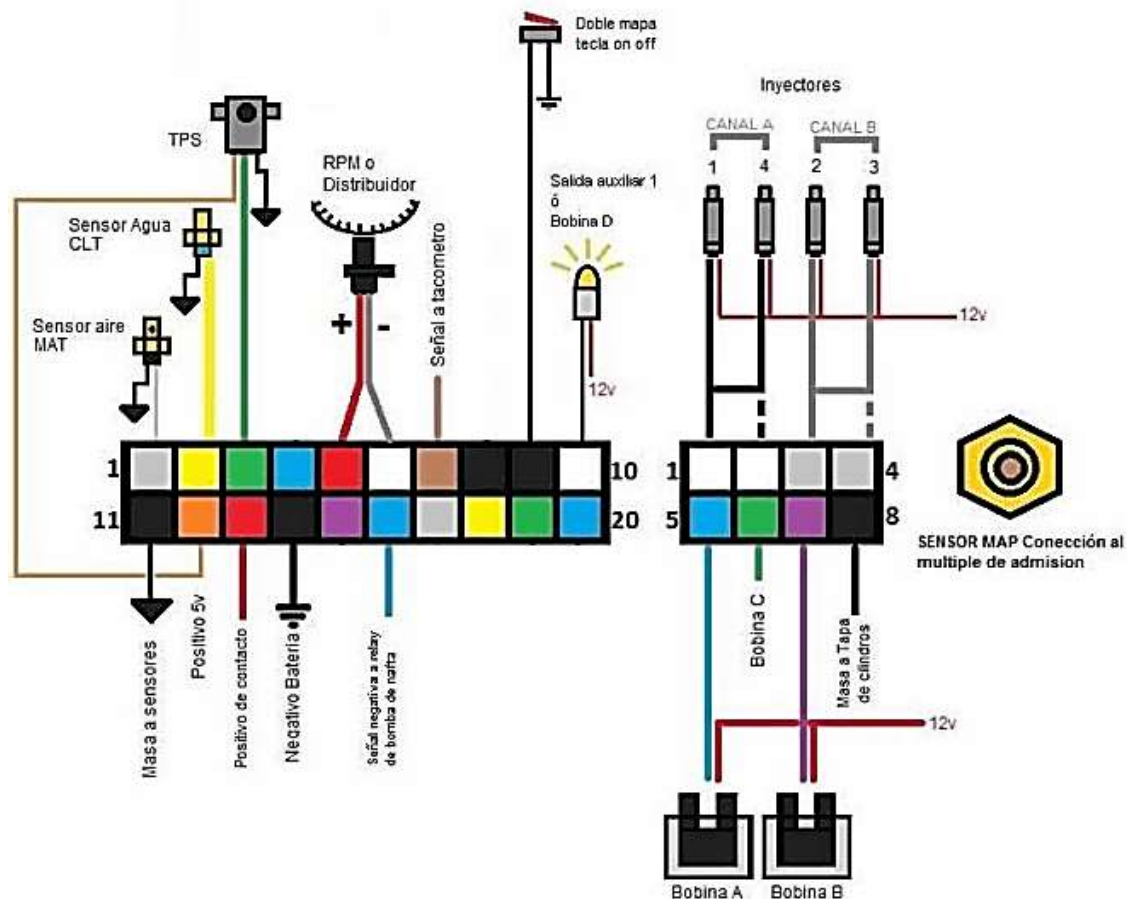 Doble mapa
tecla on off
Inyectores
CANAL A
CANAL B
1
4
2
3
TPS
RPM o
Distribuidor
Salida auxiliar 1
ó
Bobina D
Sensor Agua
CLT
Sensor aire
MAT
+
-
Señal a tacometro
12v
12v
1
10
11
20
1
4
5
8
SENSOR MAP Conección al
multiple de admision
Masa a sensores
Positivo 5v
Positivo de contacto
Negativo Bateria
Señal negativa a relay
de bomba de nafta
Bobina C
Masa a Tapa
de clindros
12v
Bobina A
Bobina B